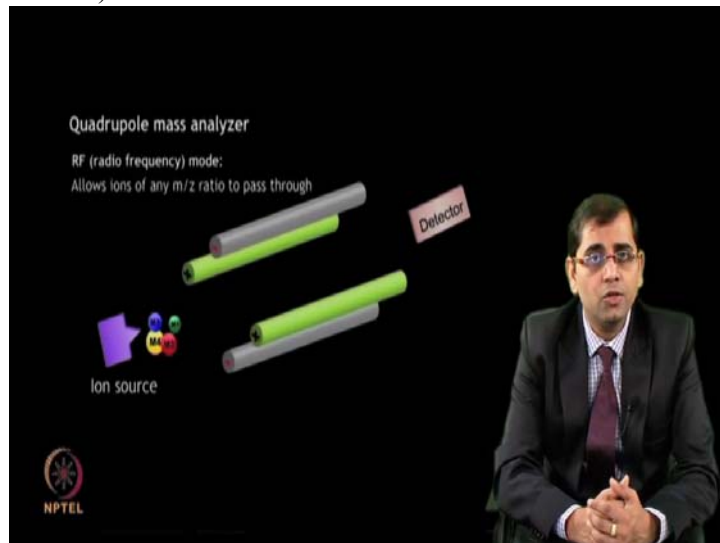 Quadrupole mass analyzer
RF (radio frequency) mode:
Allows ions of any m/z ratio to pass through
Detector
M4
Ion source
NPTEL